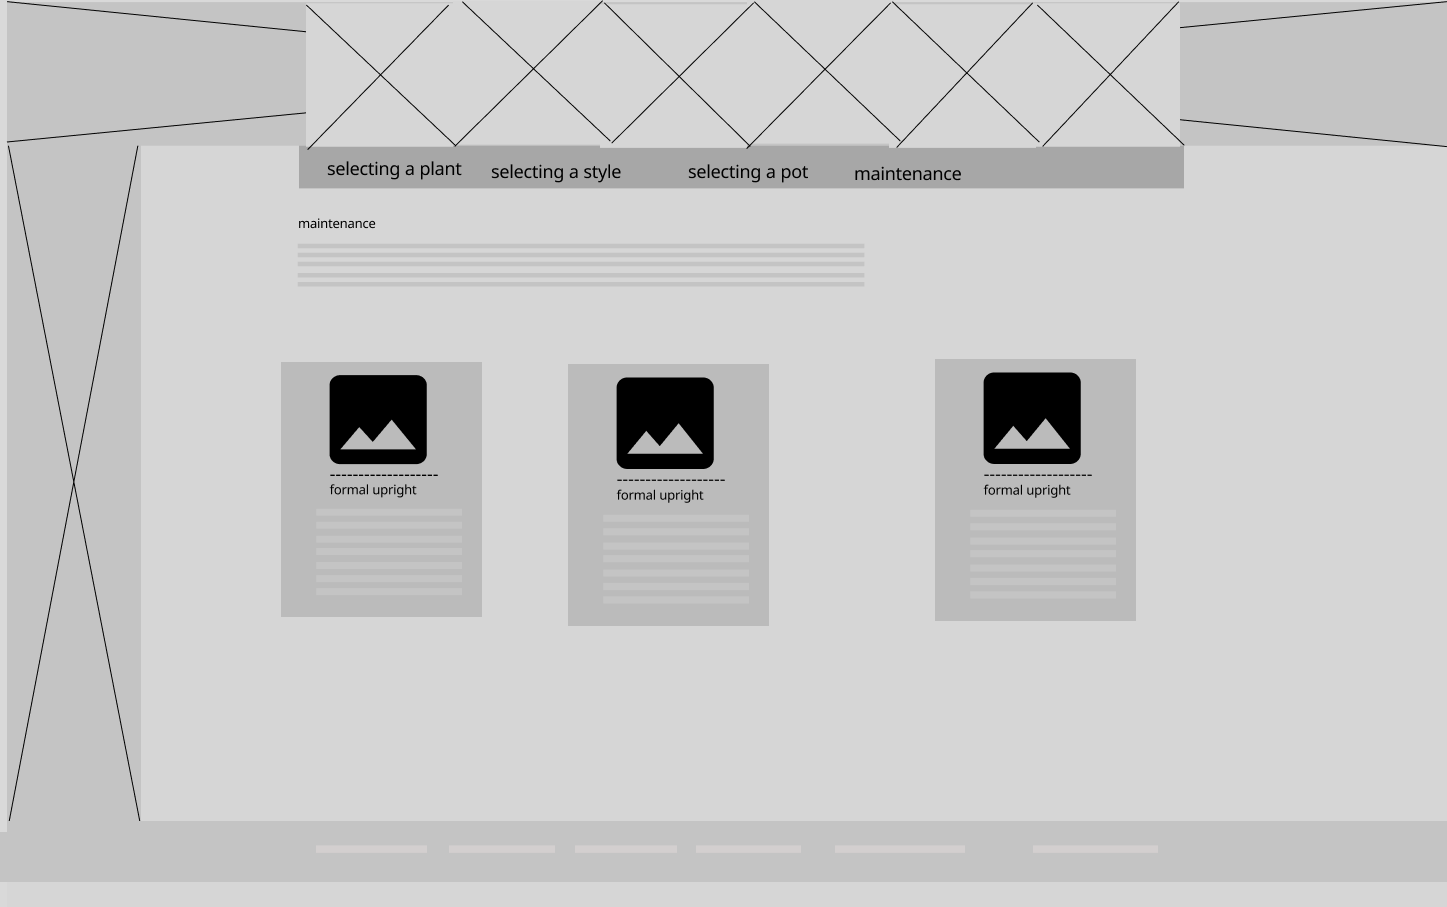 selecting a plant
selecting a style
selecting a pot
maintenance
maintenance
-------------------
formal upright
-------------------
formal upright
-------------------
formal upright